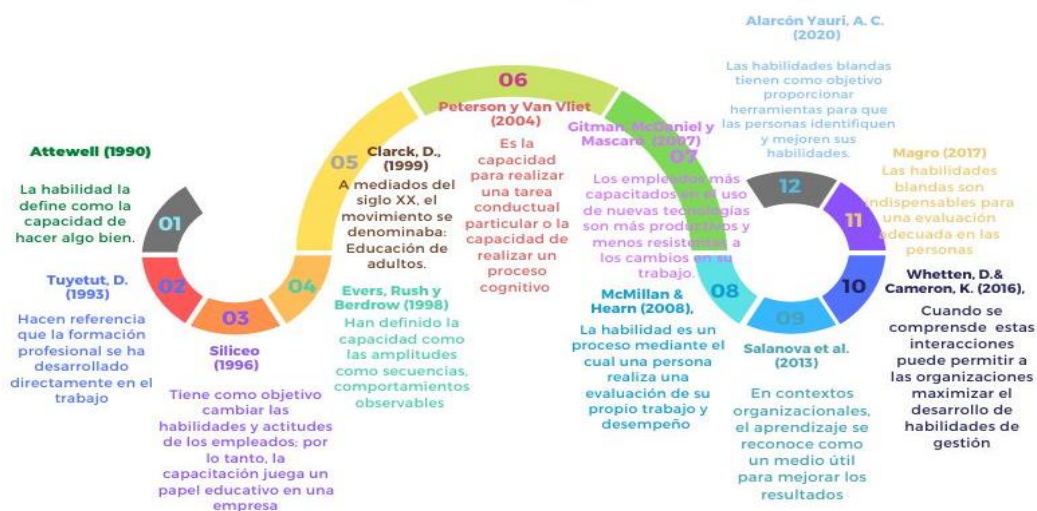 01
Attewell (1990)
La habilidad la
define como la
capacidad de
hacer algo bien.
02
Tuyetut, D.
(1993)
Hacen referencia
que la formación
profesional se ha
desarrollado
directamente en el
trabajo
03
Siliceo
(1996)
Tiene como objetivo
cambiar las
habilidades y actitudes
de los empleados; por
lo tanto, la
capacitación juega un
papel educativo en una
empresa
04
Evers, Rush y
Berdrow (1998)
Han definido la
capacidad como
las amplitudes
como secuencias,
comportamientos
observables
05
Clarck, D.,
(1999)
A mediados del
siglo XX, el
movimiento se
denominaba:
Educación de
adultos.
06
Peterson y Van Vliet
(2004)
Es la
capacidad
para realizar
una tarea
conductual
particular o la
capacidad de
realizar un
proceso
cognitivo
07
Gitman, McDaniel y
Mascaró, (2007)
Los empleados más
capacitados en el uso
de nuevas tecnologías
son más productivos y
menos resistentes a
los cambios en su
trabajo.
08
McMillan &
Hearn (2008),
La habilidad es un
proceso mediante el
cual una persona
realiza una
evaluación de su
propio trabajo y
desempeño
09
Salanova et al.
(2013)
En contextos
organizacionales,
el aprendizaje se
reconoce como
un medio útil
para mejorar los
resultados
10
Whetten, D.&
Cameron, K. (2016),
Cuando se
comprensde estas
interacciones
puede permitir a
las organizaciones
maximizar el
desarrollo de
habilidades de
gestión
11
Magro (2017)
Las habilidades
blandas son
indispensables para
una evaluación
adecuada en las
personas
12
Alarcón Yauri, A. C.
(2020)
Las habilidades blandas
tienen como objetivo
proporcionar
herramientas para que
las personas identifiquen
y mejoren sus
habilidades.